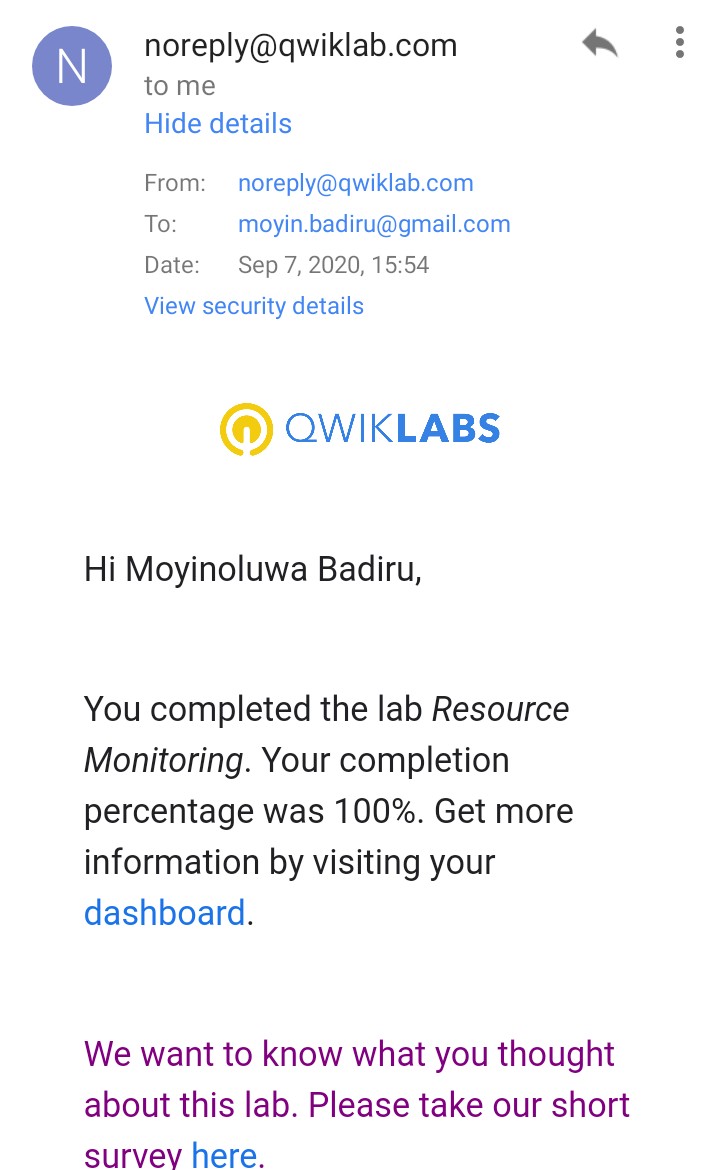 N
noreply@qwiklab.com
to me
Hide details
From: noreply@qwiklab.com
To: moyin.badiru@gmail.com
Date: Sep 7, 2020, 15:54
View security details
QWIKLABS
Hi Moyinoluwa Badiru,
You completed the lab Resource
Monitoring. Your completion
percentage was 100%. Get more
information by visiting your
dashboard.
We want to know what you thought
about this lab. Please take our short
survey here.